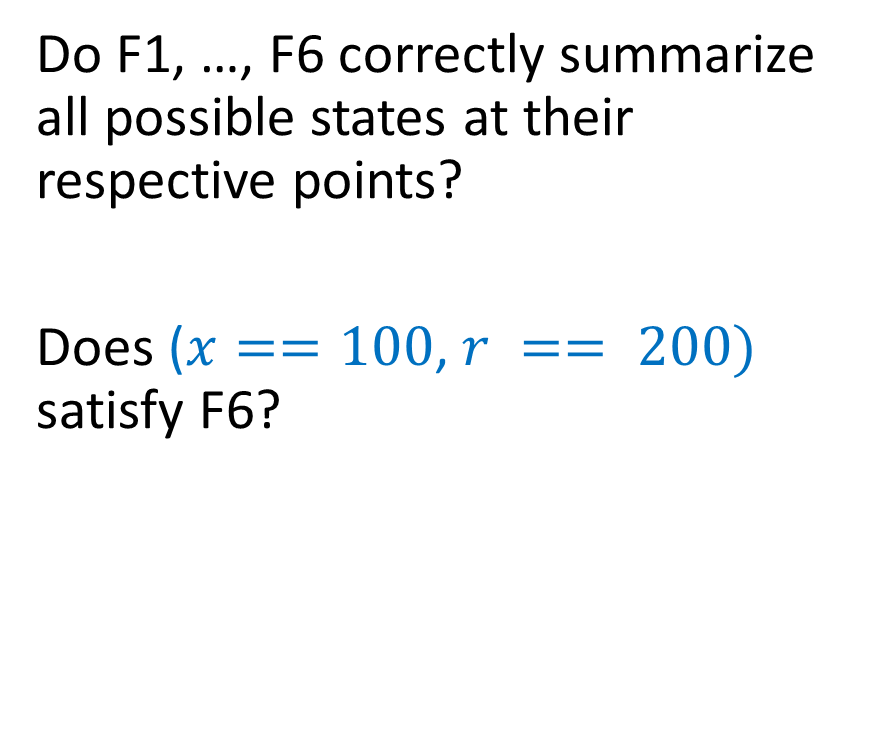 Do F1, ..., F6 correctly summarize
all possible states at their
respective points?
Does (x == 100, r == 200)
satisfy F6?